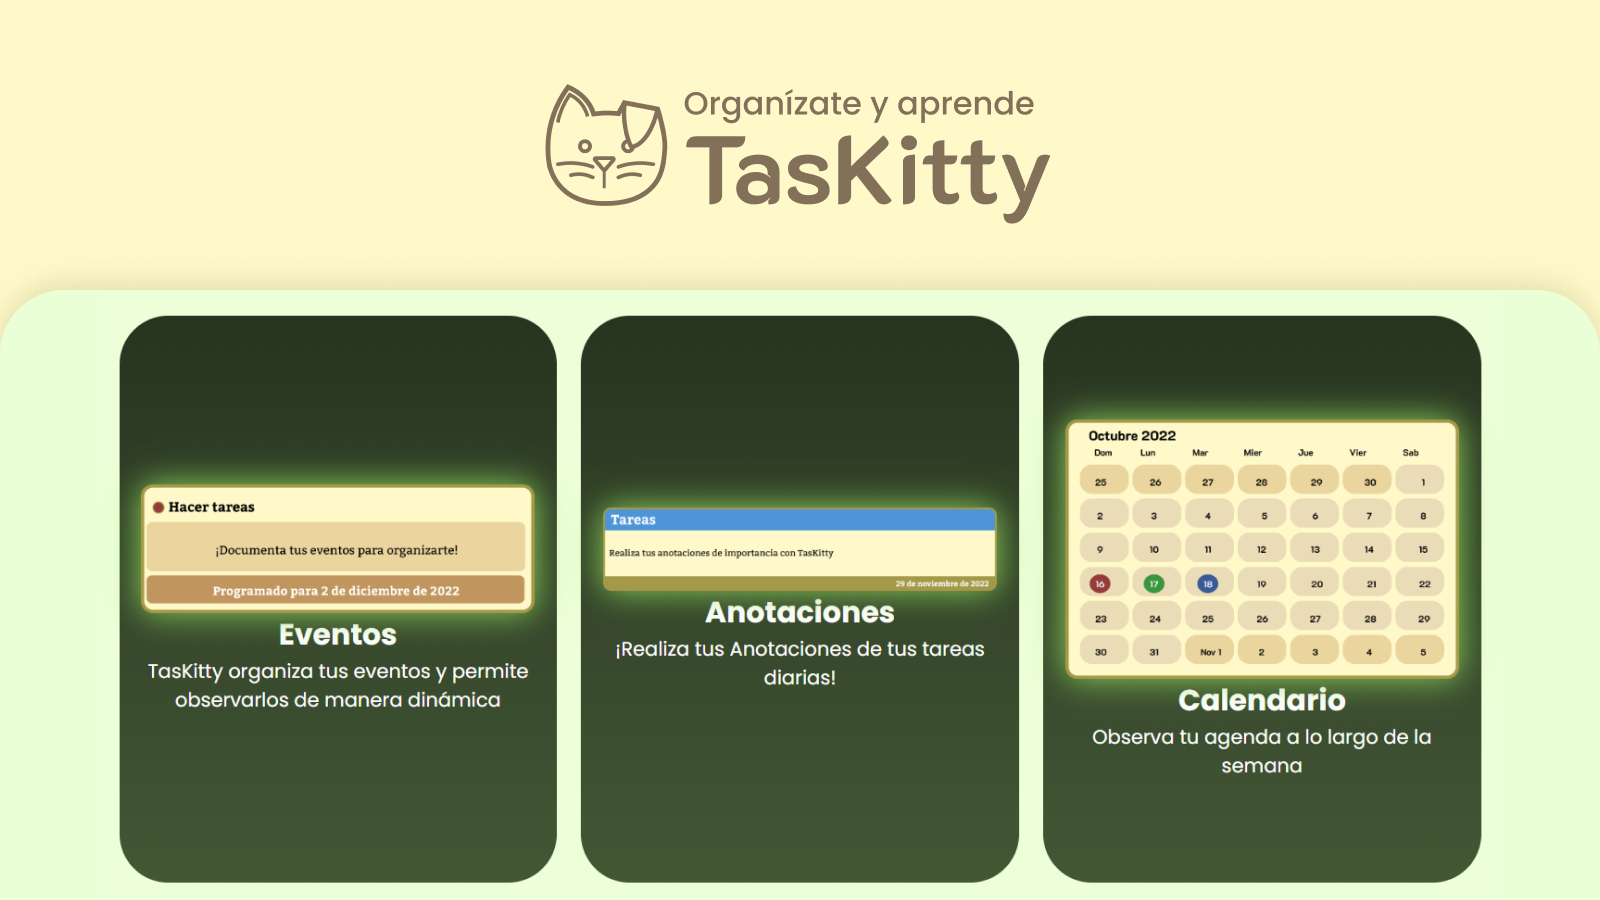 Organízate y aprende
TasKitty
Hacer tareas
¡Documenta tus eventos para organizarte!
Programado para 2 de diciembre de 2022
Eventos
TasKitty organiza tus eventos y permite
observarlos de manera dinámica
Tareas
Realiza tus anotaciones de importancia con TasKitty
29 de noviembre de 2022
Anotaciones
¡Realiza tus Anotaciones de tus tareas
diarias!
Octubre 2022
Dom Lun Mar Mier Jue Vier Sab
25 26 27 28 29 30 1
2 3 4 5 6 7 8
9 10 11 12 13 14 15
16 17 18 19 20 21 22
23 24 25 26 27 28 29
30 31 Nov 1 2 3 4 5
Calendario
Observa tu agenda a lo largo de la
semana